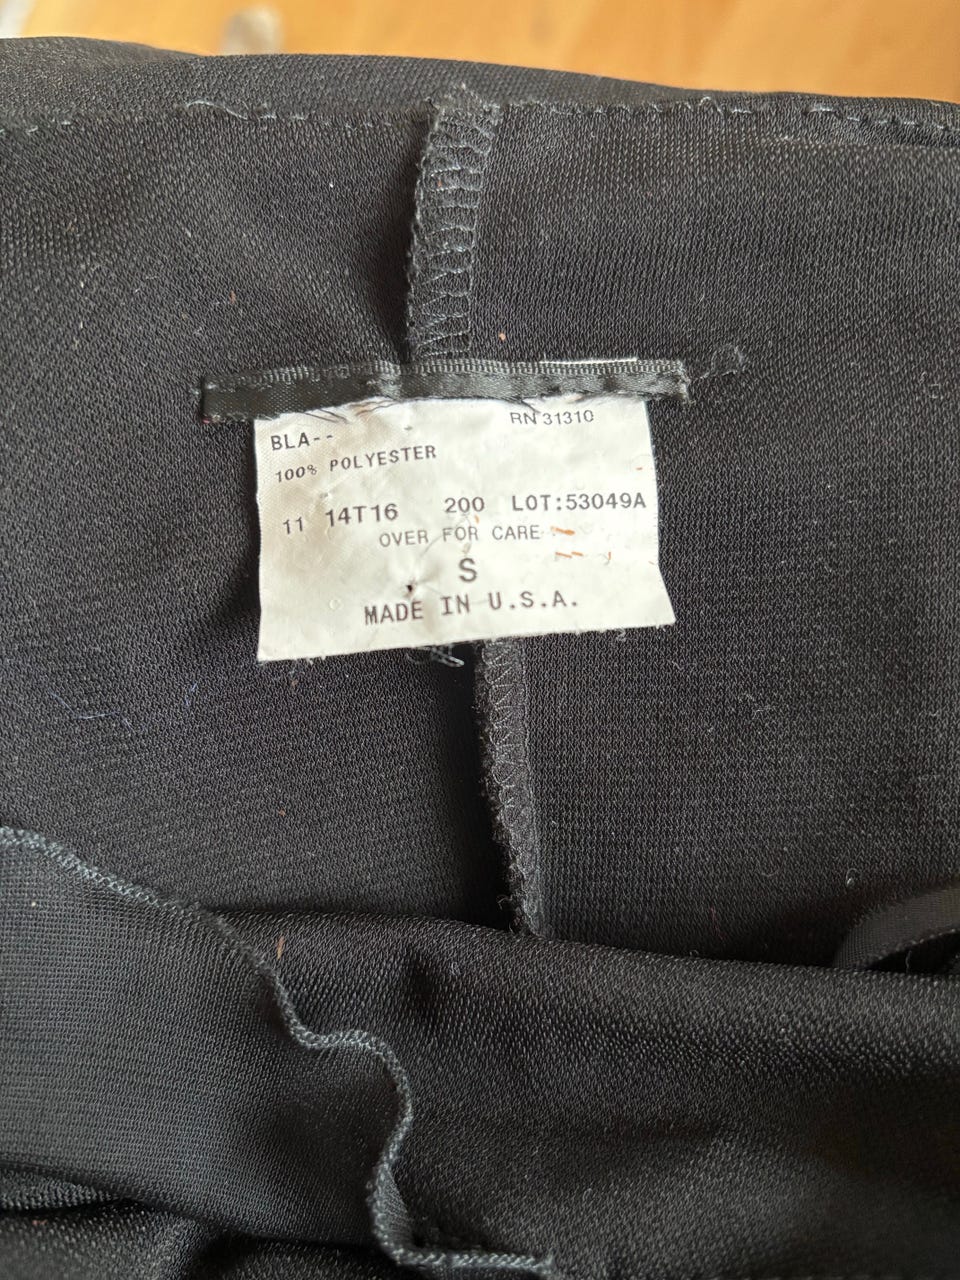 BLA-- RN 31310
100% POLYESTER
11 14T16 200 LOT:53049A
OVER FOR CARE
S
MADE IN U.S.A.